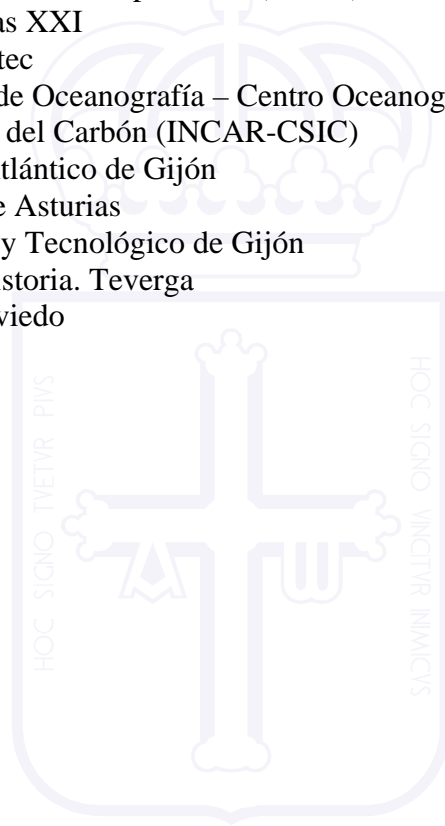 as XXI
tec
de Oceanografía – Centro Oceanog
del Carbón (INCAR-CSIC)
tlántico de Gijón
e Asturias
y Tecnológico de Gijón
istoria. Teverga
viedo
HOC SIGNO TVETVR PIVS
HOC SIGNO VINCITVR INIMICVS